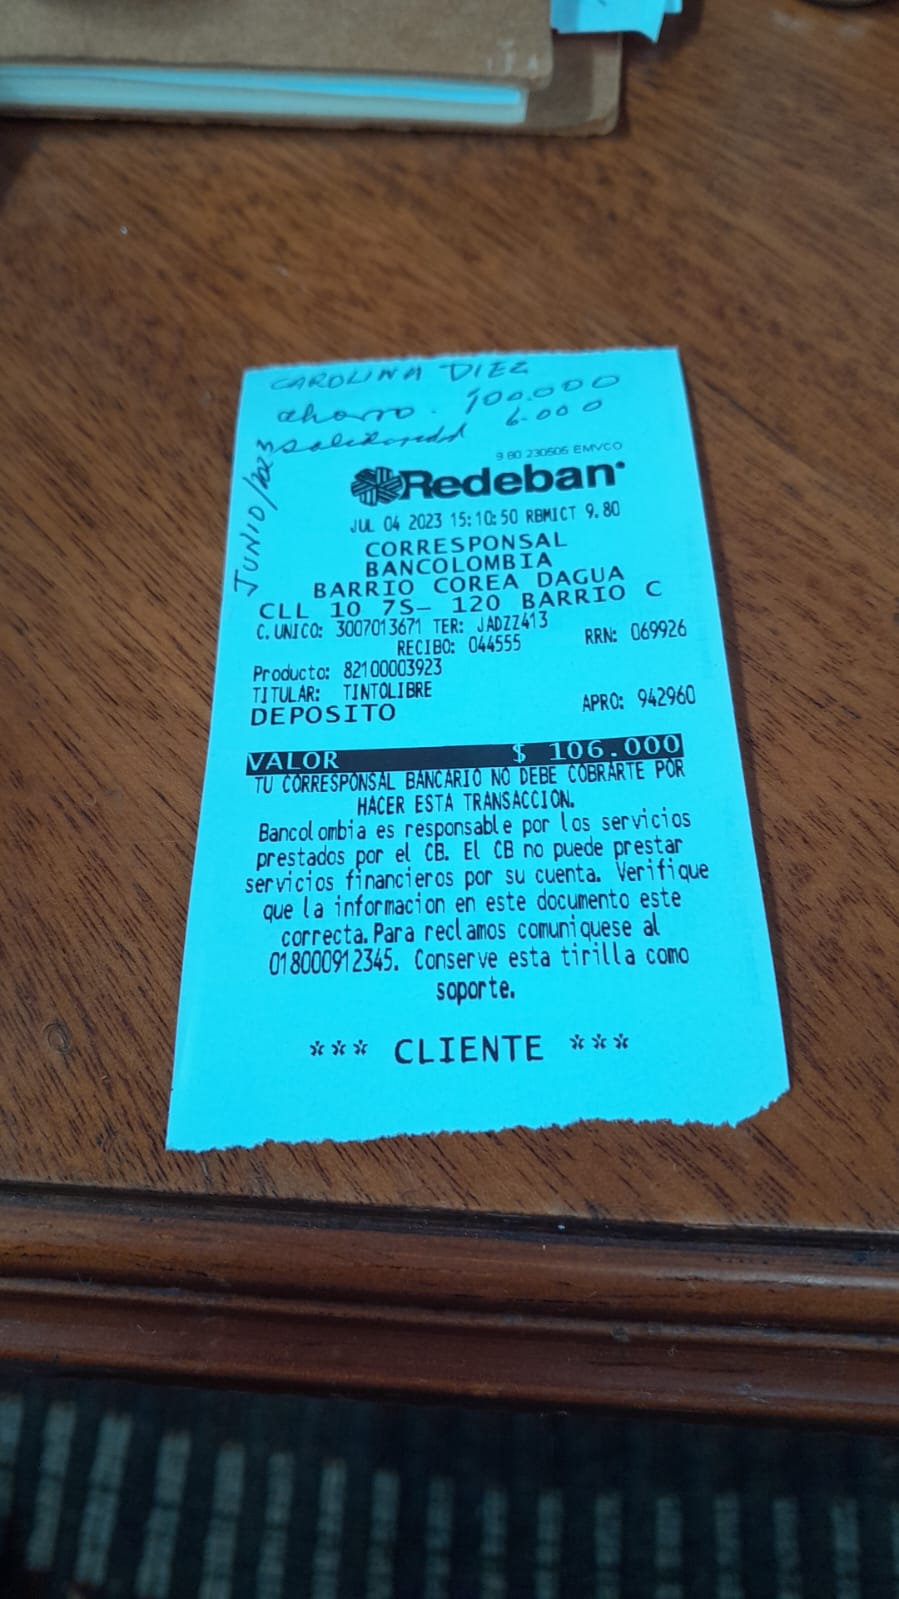 CAROLINA DIEZ
ahorro. 100.000
solidaridad 6.000
JUNIO/2023
9 80 230505 EMVCO
Redeban
JUL 04 2023 15:10:50 RBMICT 9.80
CORRESPONSAL
BANCOLOMBIA
BARRIO COREA DAGUA
CLL 10 7S- 120 BARRIO C
C. UNICO: 3007013671 TER: JADZZ413
RECIBO: 044555 RRN: 069926
Producto: 82100003923
TITULAR: TINTOLIBRE
DEPOSITO APRO: 942960
VALOR $ 106.000
TU CORRESPONSAL BANCARIO NO DEBE COBRARTE POR
HACER ESTA TRANSACCION.
Bancolombia es responsable por los servicios
prestados por el CB. El CB no puede prestar
servicios financieros por su cuenta. Verifique
que la informacion en este documento este
correcta. Para reclamos comuniquese al
018000912345. Conserve esta tirilla como
soporte.
*** CLIENTE ***